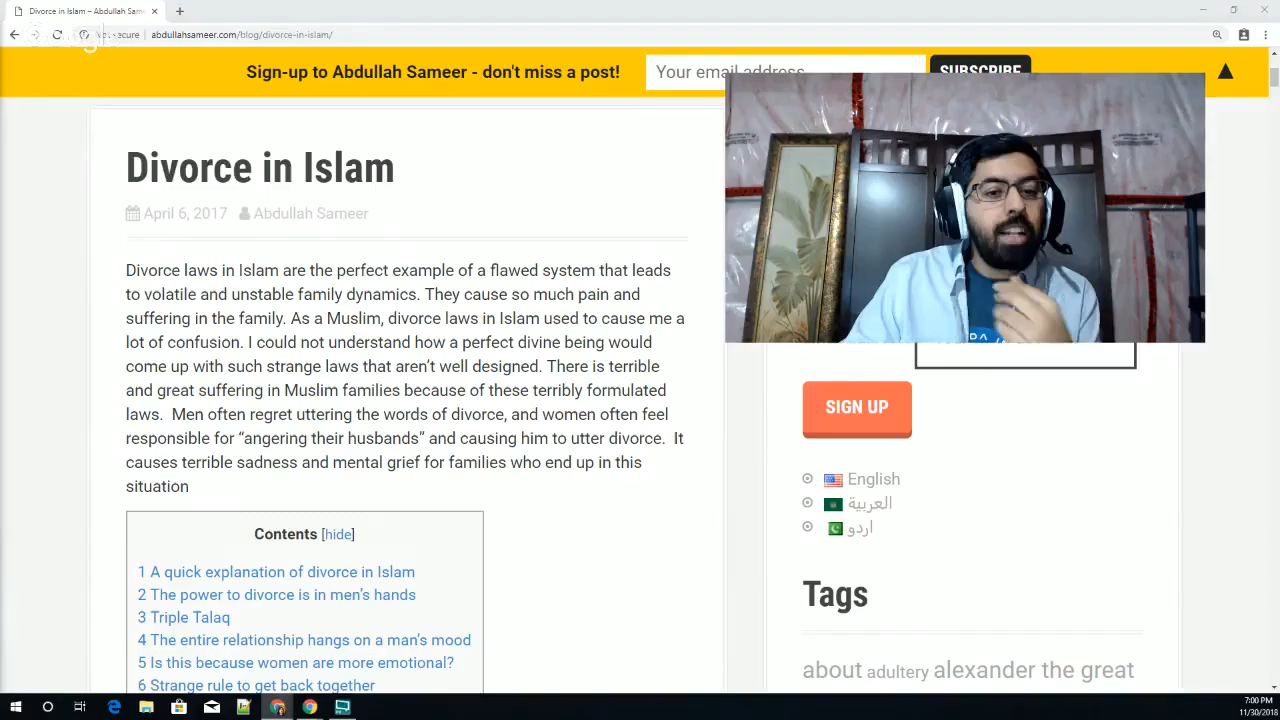 Divorce in Islam – Abdullah Same
abdullahsameer.com/blog/divorce-in-islam/
Sign-up to Abdullah Sameer - don't miss a post!
Your email address
SUBSCRIBE
Divorce in Islam
April 6, 2017 Abdullah Sameer
Divorce laws in Islam are the perfect example of a flawed system that leads
to volatile and unstable family dynamics. They cause so much pain and
suffering in the family. As a Muslim, divorce laws in Islam used to cause me a
lot of confusion. I could not understand how a perfect divine being would
come up with such strange laws that aren’t well designed. There is terrible
and great suffering in Muslim families because of these terribly formulated
laws.  Men often regret uttering the words of divorce, and women often feel
responsible for “angering their husbands” and causing him to utter divorce.  It
causes terrible sadness and mental grief for families who end up in this
situation
Contents [hide]
1 A quick explanation of divorce in Islam
2 The power to divorce is in men’s hands
3 Triple Talaq
4 The entire relationship hangs on a man’s mood
5 Is this because women are more emotional?
6 Strange rule to get back together
SIGN UP
English
العربية
اردو
Tags
about adultery alexander the great
7:00 PM
11/30/2018